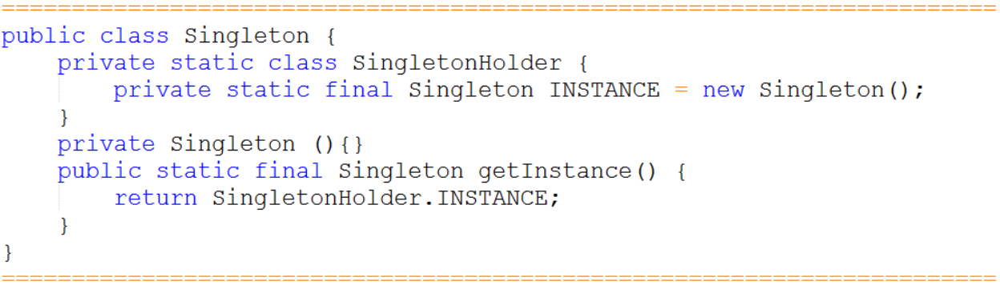 =======================================================================
public class Singleton {
    private static class SingletonHolder {
        private static final Singleton INSTANCE = new Singleton();
    }
    private Singleton (){}
    public static final Singleton getInstance() {
        return SingletonHolder.INSTANCE;
    }
}
=======================================================================